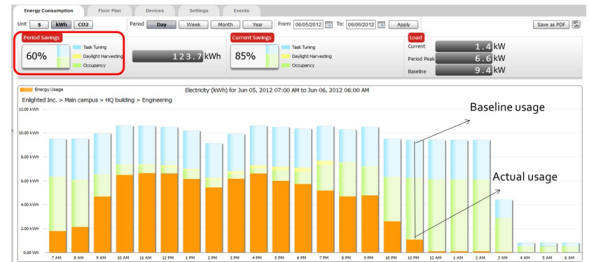 Energy Consumption Floor Plan Devices Settings Events
Unit $ kWh CO2 Period Day Week Month Year From: 06/05/2012 To: 06/06/2012 Apply Save as PDF
Period Savings
60%
Task Tuning
Daylight Harvesting
Occupancy
123.7 kWh
Current Savings
85%
Task Tuning
Daylight Harvesting
Occupancy
Load
Current 1.4 kW
Period Peak 6.6 kW
Baseline 9.4 kW
Energy Usage
Electricity (kWh) for Jun 05, 2012 07:00 AM to Jun 06, 2012 06:00 AM
Enlighted Inc. > Main campus > HQ building > Engineering
12.00 kWh
10.00 kWh
8.00 kWh
6.00 kWh
4.00 kWh
2.00 kWh
0.00 kWh
Baseline usage
Actual usage
7 AM 8 AM 9 AM 10 AM 11 AM 12 PM 1 PM 2 PM 3 PM 4 PM 5 PM 6 PM 7 PM 8 PM 9 PM 10 PM 11 PM 12 AM 1 AM 2 AM 3 AM 4 AM 5 AM 6 AM